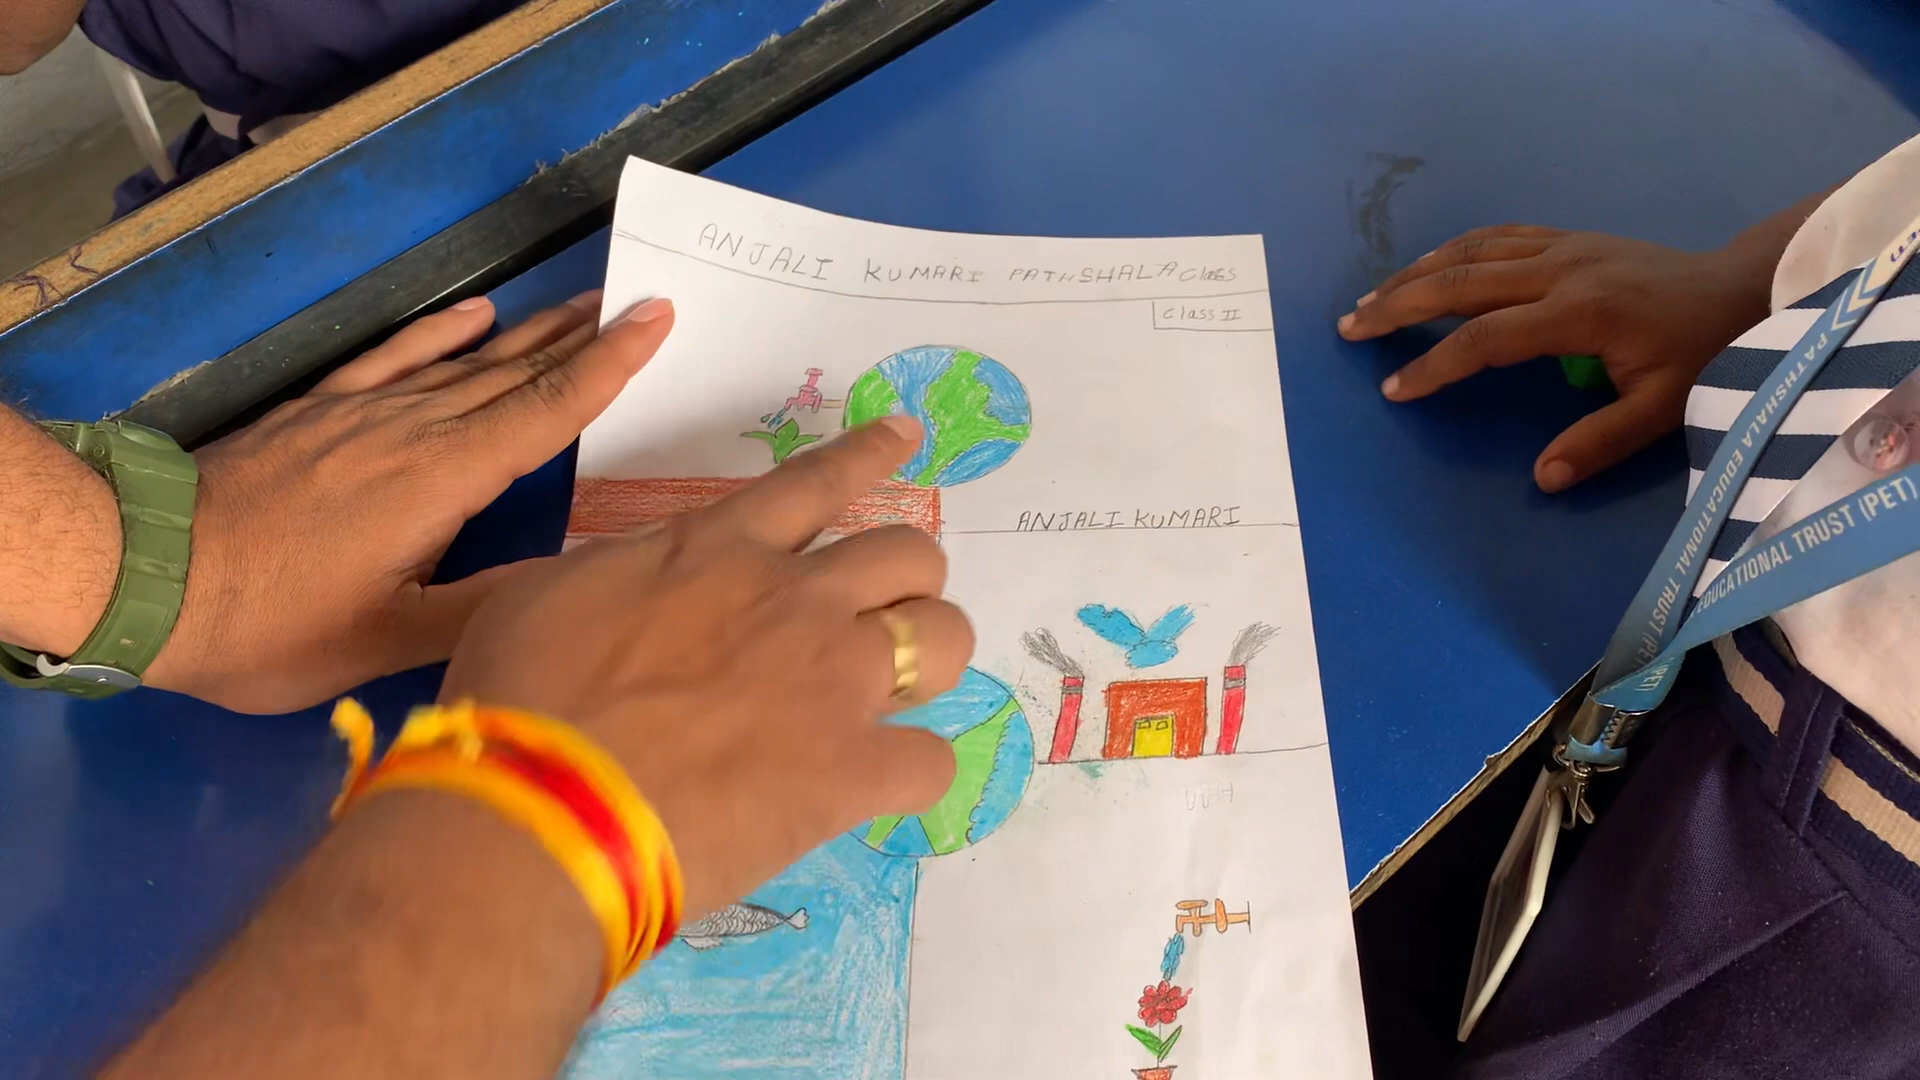 ANJALI KUMARI PATHSHALA Class
Class II
ANJALI KUMARI
PATHSHALA EDUCATIONAL TRUST (PET)
EDUCATIONAL TRUST (PET)